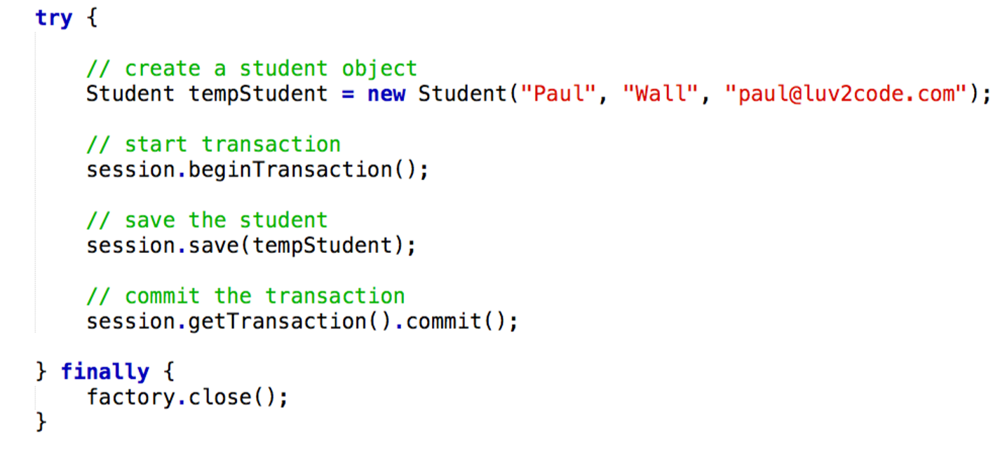 try {
// create a student object
Student tempStudent = new Student("Paul", "Wall", "paul@luv2code.com");
// start transaction
session.beginTransaction();
// save the student
session.save(tempStudent);
// commit the transaction
session.getTransaction().commit();
} finally {
factory.close();
}